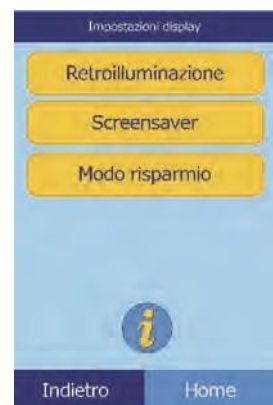 Impostazioni display
Retroilluminazione
Screensaver
Modo risparmio
i
Indietro Home